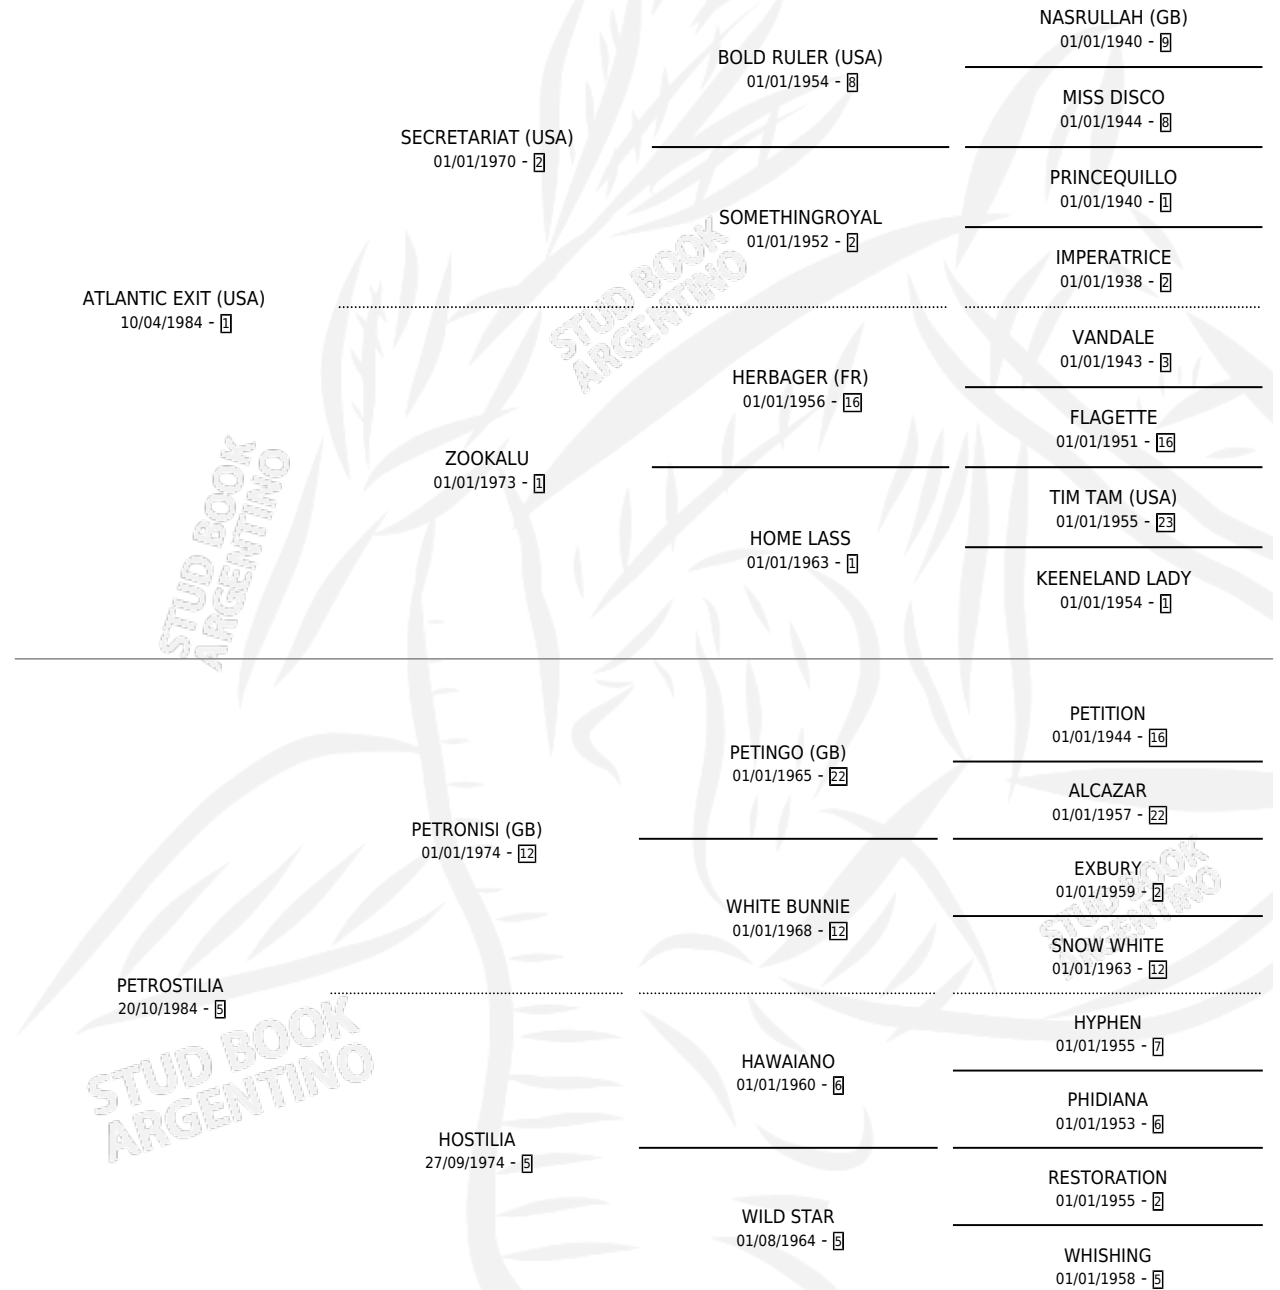 NASRULLAH (GB)
01/01/1940 - 9
BOLD RULER (USA)
01/01/1954 - 8
MISS DISCO
01/01/1944 - 8
SECRETARIAT (USA)
01/01/1970 - 2
PRINCEQUILLO
01/01/1940 - 1
SOMETHINGROYAL
01/01/1952 - 2
IMPERATRICE
01/01/1938 - 2
ATLANTIC EXIT (USA)
10/04/1984 - 1
VANDALE
01/01/1943 - 3
HERBAGER (FR)
01/01/1956 - 16
FLAGETTE
01/01/1951 - 16
ZOOKALU
01/01/1973 - 1
TIM TAM (USA)
01/01/1955 - 23
HOME LASS
01/01/1963 - 1
KEENELAND LADY
01/01/1954 - 1
PETITION
01/01/1944 - 16
PETINGO (GB)
01/01/1965 - 22
ALCAZAR
01/01/1957 - 22
PETRONISI (GB)
01/01/1974 - 12
EXBURY
01/01/1959 - 2
WHITE BUNNIE
01/01/1968 - 12
SNOW WHITE
01/01/1963 - 12
PETROSTILIA
20/10/1984 - 5
HYPHEN
01/01/1955 - 7
HAWAIANO
01/01/1960 - 6
PHIDIANA
01/01/1953 - 6
HOSTILIA
27/09/1974 - 5
RESTORATION
01/01/1955 - 2
WILD STAR
01/08/1964 - 5
WHISHING
01/01/1958 - 5
STUD BOOK
ARGENTINO
STUD BOOK
ARGENTINO
STUD BOOK
ARGENTINO
STUD BOOK
ARGENTINO